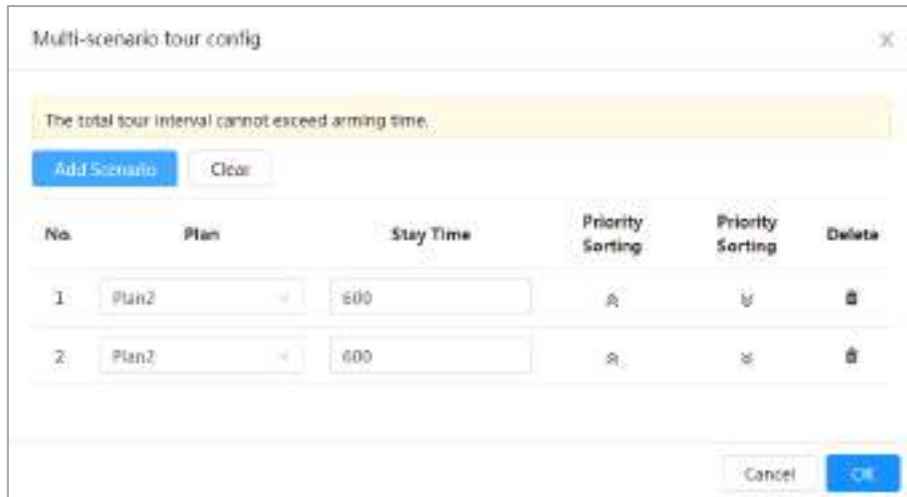 Multi-scenario tour config
The total tour interval cannot exceed arming time.
Add Scenario Clear
No. Plan Stay Time Priority Sorting Priority Sorting Delete
1 Plan2 600
2 Plan2 600
Cancel OK